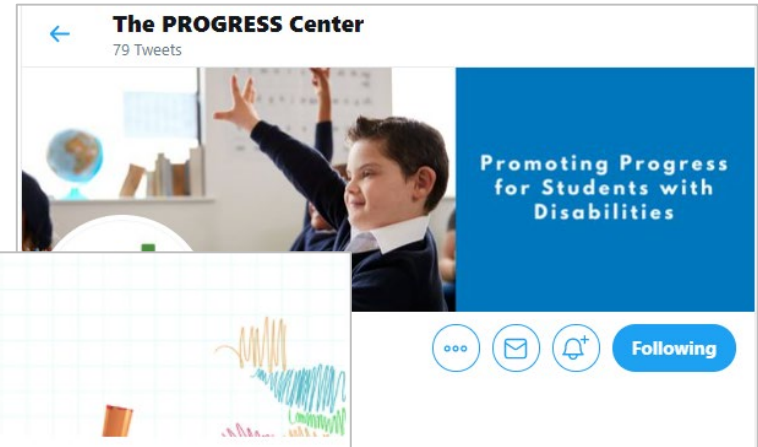 The PROGRESS Center
79 Tweets
Promoting Progress
for Students with
Disabilities
Following